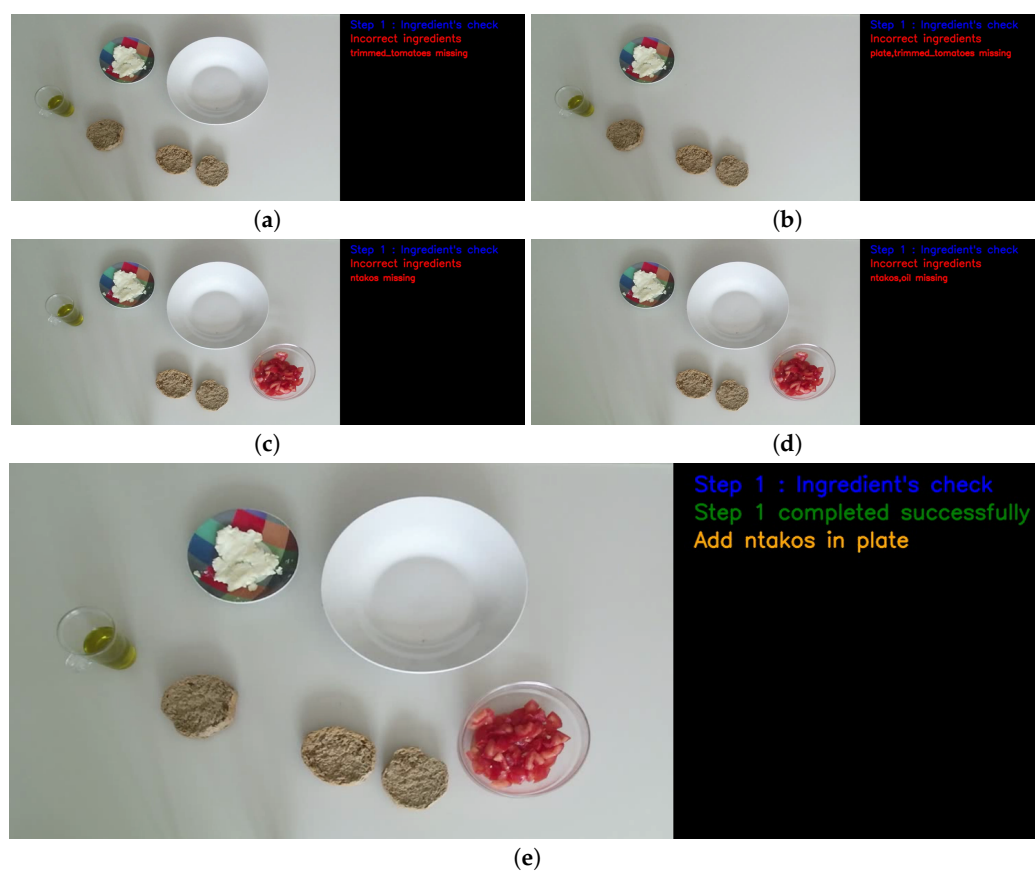 Step 1 : Ingredient's check
Incorrect ingredients
trimmed_tomatoes missing
(a)
Step 1 : Ingredient's check
Incorrect ingredients
plate,trimmed_tomatoes missing
(b)
Step 1 : Ingredient's check
Incorrect ingredients
ntakos missing
(c)
Step 1 : Ingredient's check
Incorrect ingredients
ntakos,oil missing
(d)
Step 1 : Ingredient's check
Step 1 completed successfully
Add ntakos in plate
(e)